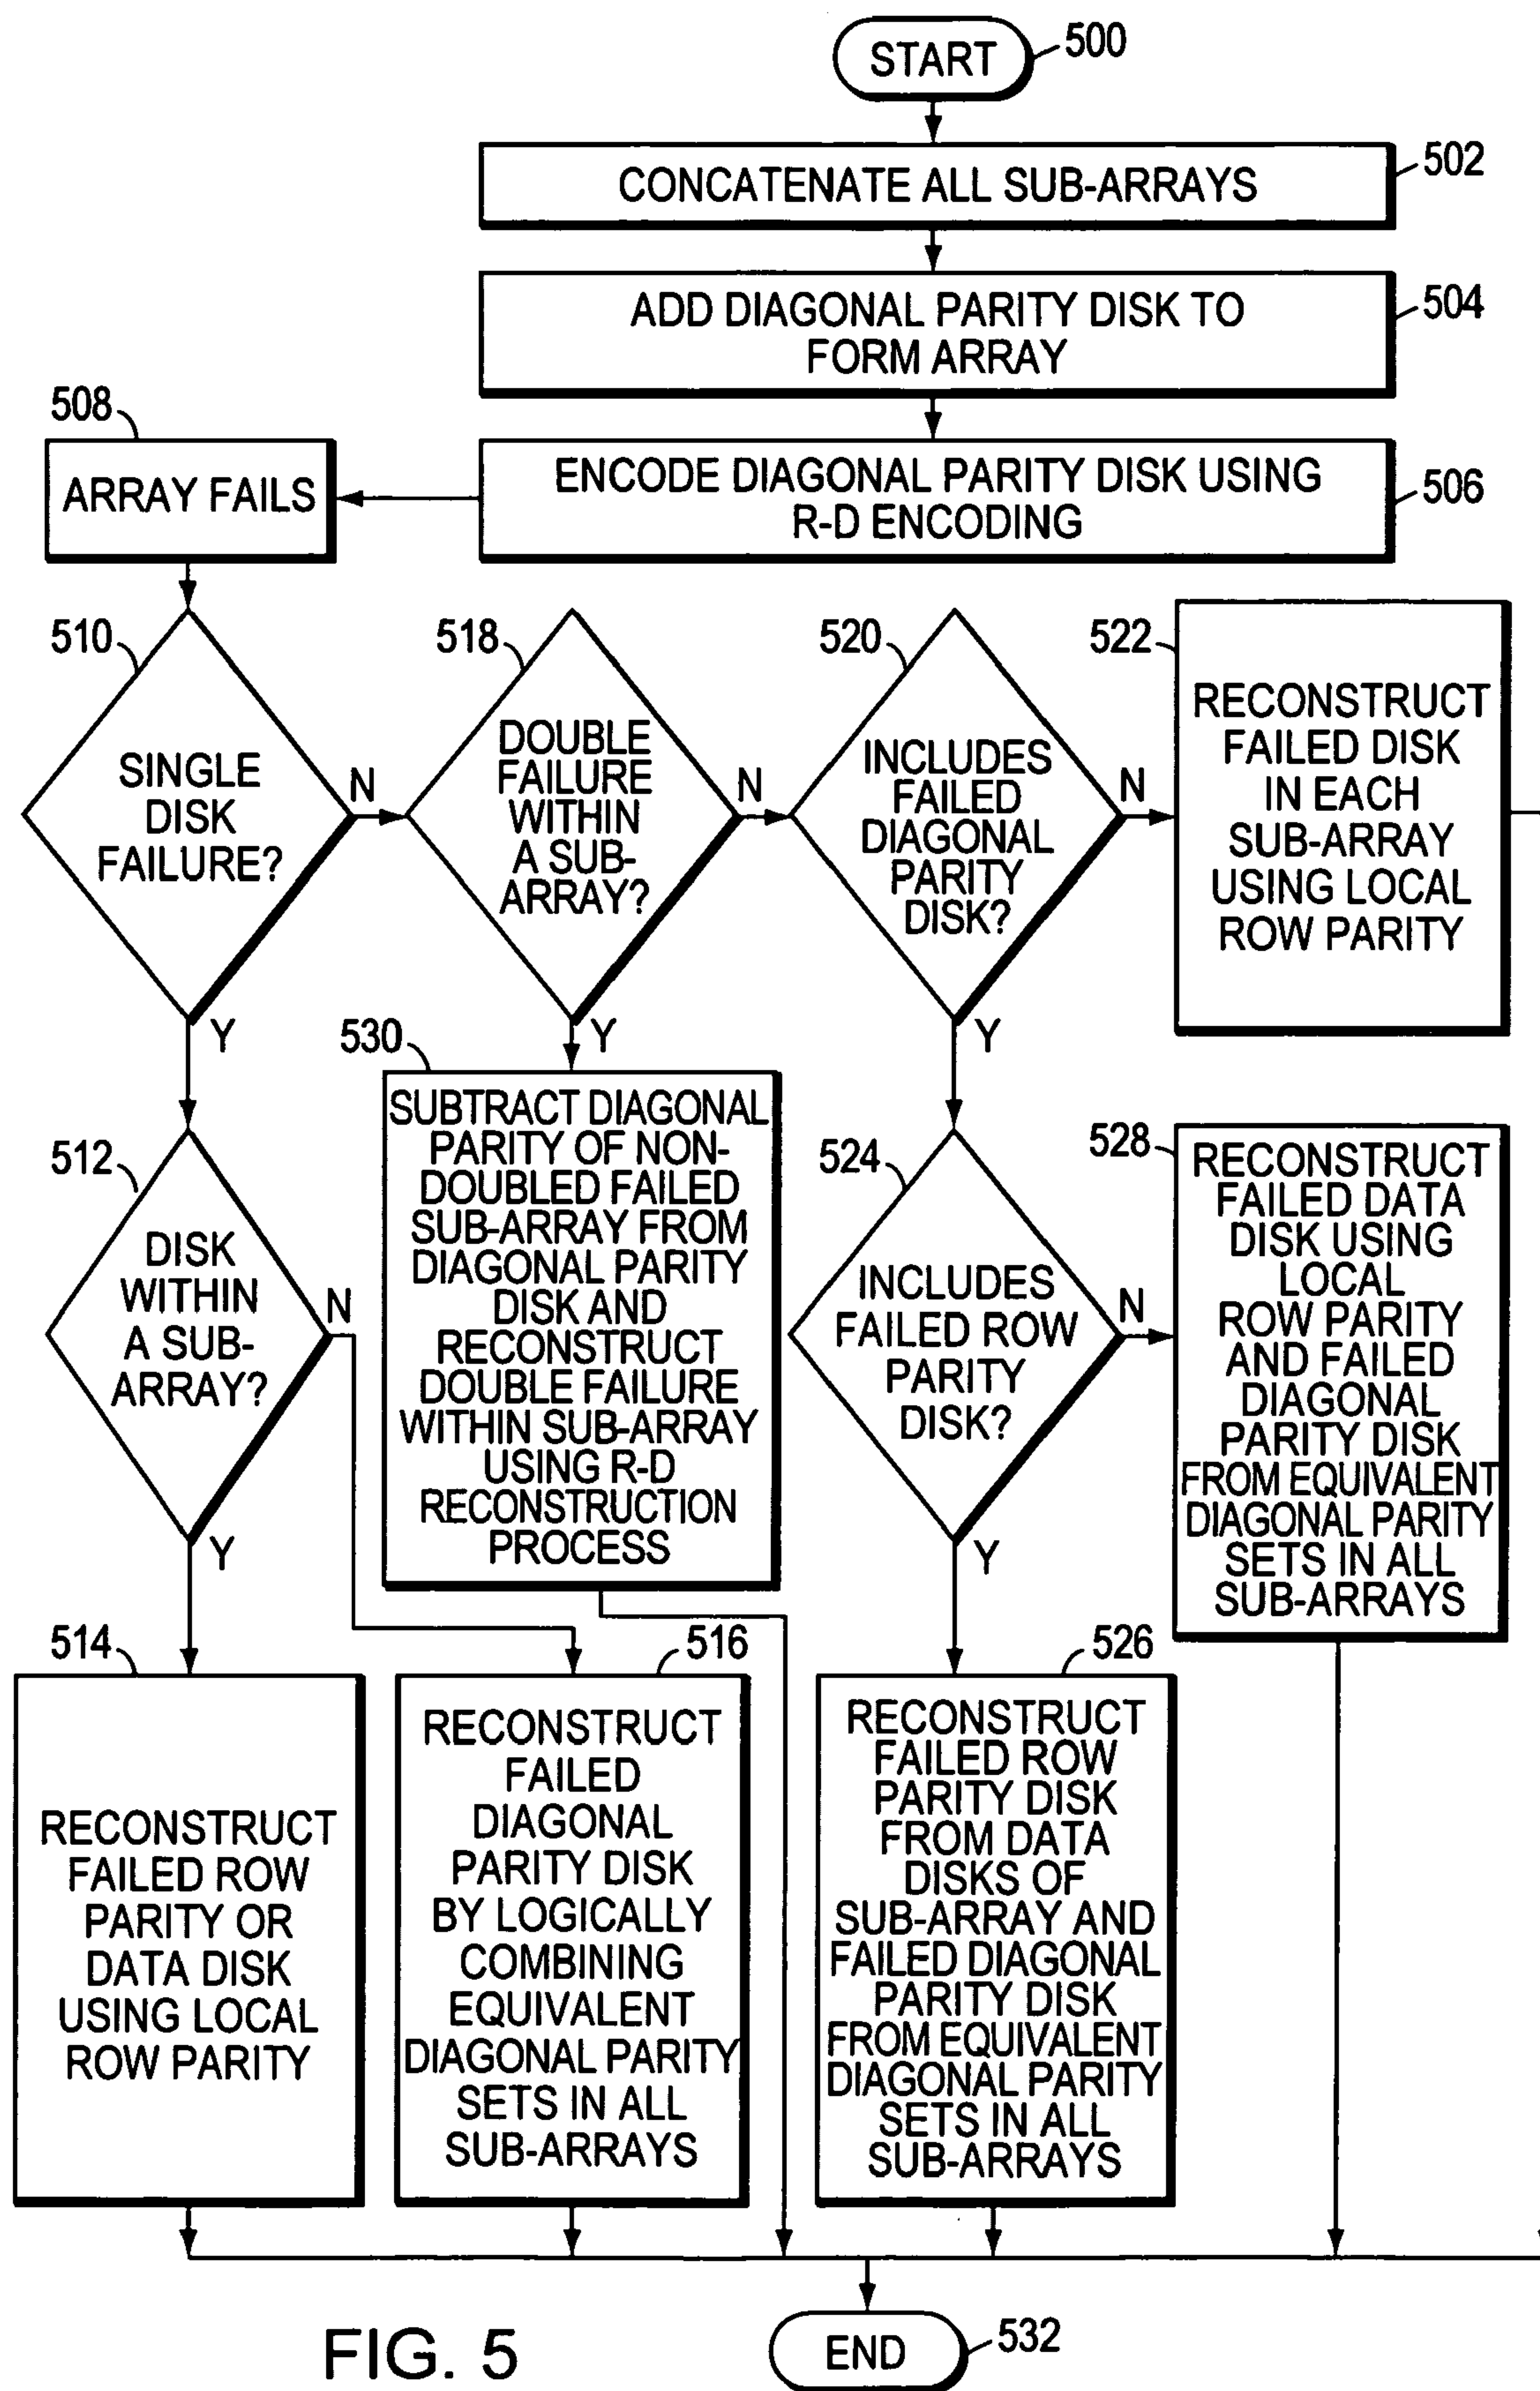 START
500
CONCATENATE ALL SUB-ARRAYS
502
ADD DIAGONAL PARITY DISK TO
FORM ARRAY
504
508
ARRAY FAILS
ENCODE DIAGONAL PARITY DISK USING
R-D ENCODING
506
510
SINGLE
DISK
FAILURE?
N
Y
518
DOUBLE
FAILURE
WITHIN
A SUB-
ARRAY?
N
Y
520
INCLUDES
FAILED
DIAGONAL
PARITY
DISK?
N
Y
522
RECONSTRUCT
FAILED DISK
IN EACH
SUB-ARRAY
USING LOCAL
ROW PARITY
512
DISK
WITHIN
A SUB-
ARRAY?
N
Y
530
SUBTRACT DIAGONAL
PARITY OF NON-
DOUBLED FAILED
SUB-ARRAY FROM
DIAGONAL PARITY
DISK AND
RECONSTRUCT
DOUBLE FAILURE
WITHIN SUB-ARRAY
USING R-D
RECONSTRUCTION
PROCESS
524
INCLUDES
FAILED ROW
PARITY
DISK?
N
Y
528
RECONSTRUCT
FAILED DATA
DISK USING
LOCAL
ROW PARITY
AND FAILED
DIAGONAL
PARITY DISK
FROM EQUIVALENT
DIAGONAL PARITY
SETS IN ALL
SUB-ARRAYS
514
RECONSTRUCT
FAILED ROW
PARITY OR
DATA DISK
USING LOCAL
ROW PARITY
516
RECONSTRUCT
FAILED
DIAGONAL
PARITY DISK
BY LOGICALLY
COMBINING
EQUIVALENT
DIAGONAL PARITY
SETS IN ALL
SUB-ARRAYS
526
RECONSTRUCT
FAILED ROW
PARITY DISK
FROM DATA
DISKS OF
SUB-ARRAY AND
FAILED DIAGONAL
PARITY DISK
FROM EQUIVALENT
DIAGONAL PARITY
SETS IN ALL
SUB-ARRAYS
END
532
FIG. 5